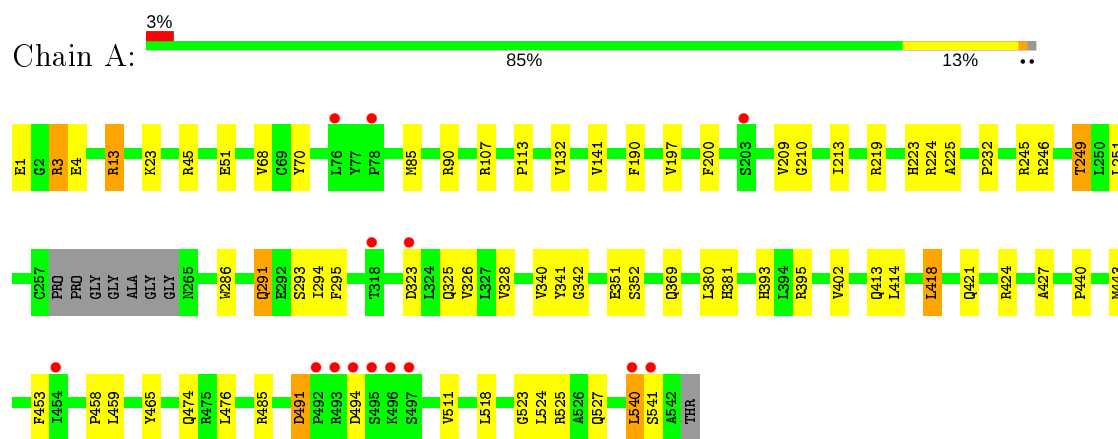 3%
Chain A:
85% 13% ••
E1 G2 R3 E4 R13 K23 R45 E51 V68 C69 Y70 L76 Y77 P78 M85 R90 R107 P113 V132 V141 F190 V197 F200 S203 V209 G210 I213 R219 H223 R224 A225 P232 R245 R246 T249 L250 L251
C257 PRO PRO GLY GLY ALA GLY GLY N265 W286 Q291 E292 S293 I294 F295 T318 D323 L324 Q325 V326 L327 V328 V340 Y341 G342 E351 S352 Q369 L380 H381 H393 L394 R395 V402 Q413 L414 L418 Q421 R424 A427 P440 M443
F453 I454 P458 L459 Y465 Q474 R475 L476 R485 D491 P492 R493 D494 S495 K496 S497 V511 L518 G523 L524 R525 A526 Q527 L540 S541 A542 THR